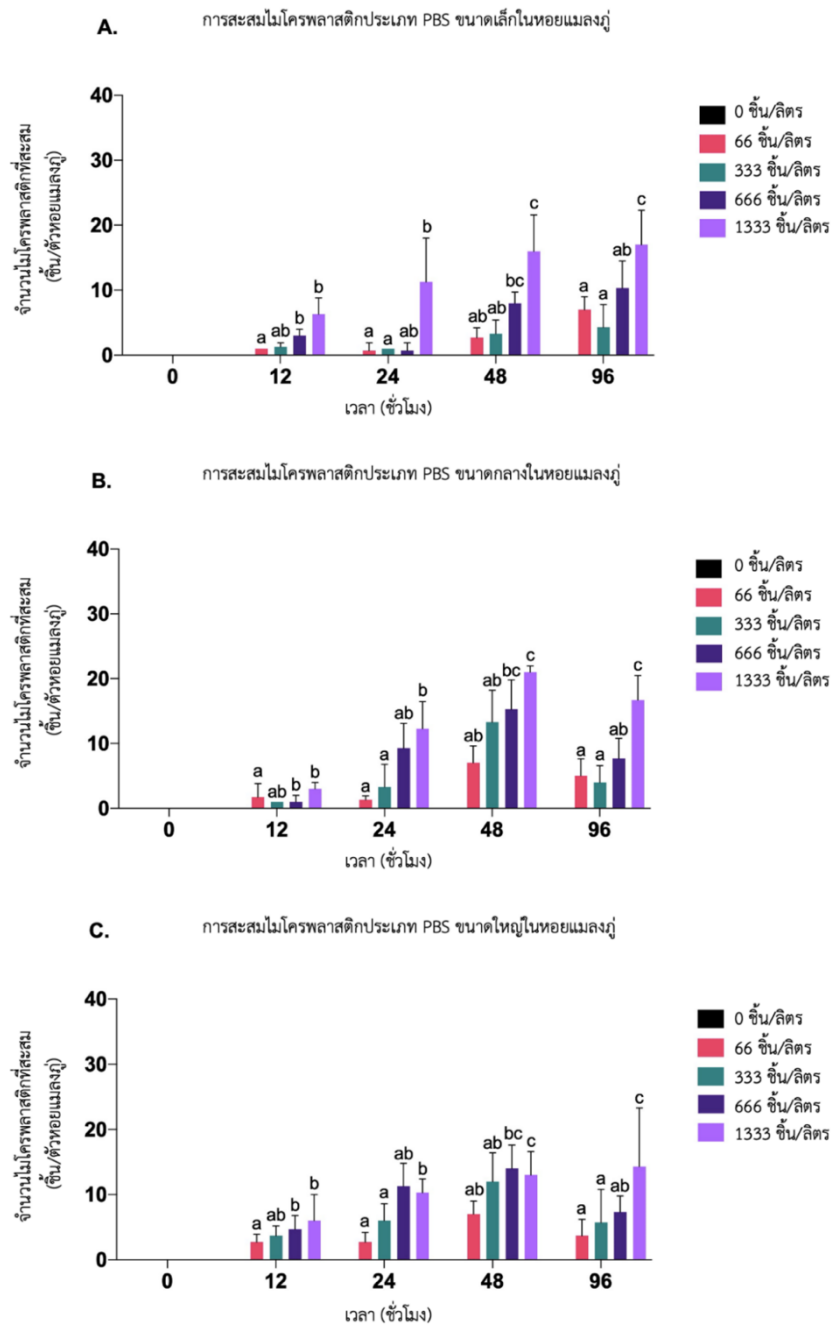 A.
การสะสมไมโครพลาสติกประเภท PBS ขนาดเล็กในหอยแมลงภู่
จำนวนไมโครพลาสติกที่สะสม
(ชิ้น/ตัวหอยแมลงภู่)
40
30
20
10
0
a ab b b
a a ab b
ab ab bc c
a a ab c
0 12 24 48 96
เวลา (ชั่วโมง)
0 ชิ้น/ลิตร
66 ชิ้น/ลิตร
333 ชิ้น/ลิตร
666 ชิ้น/ลิตร
1333 ชิ้น/ลิตร
B.
การสะสมไมโครพลาสติกประเภท PBS ขนาดกลางในหอยแมลงภู่
จำนวนไมโครพลาสติกที่สะสม
(ชิ้น/ตัวหอยแมลงภู่)
40
30
20
10
0
a ab b b
a a ab b
ab ab bc c
a a ab c
0 12 24 48 96
เวลา (ชั่วโมง)
0 ชิ้น/ลิตร
66 ชิ้น/ลิตร
333 ชิ้น/ลิตร
666 ชิ้น/ลิตร
1333 ชิ้น/ลิตร
C.
การสะสมไมโครพลาสติกประเภท PBS ขนาดใหญ่ในหอยแมลงภู่
จำนวนไมโครพลาสติกที่สะสม
(ชิ้น/ตัวหอยแมลงภู่)
40
30
20
10
0
a ab b b
a a ab b
ab ab bc c
a a ab c
0 12 24 48 96
เวลา (ชั่วโมง)
0 ชิ้น/ลิตร
66 ชิ้น/ลิตร
333 ชิ้น/ลิตร
666 ชิ้น/ลิตร
1333 ชิ้น/ลิตร